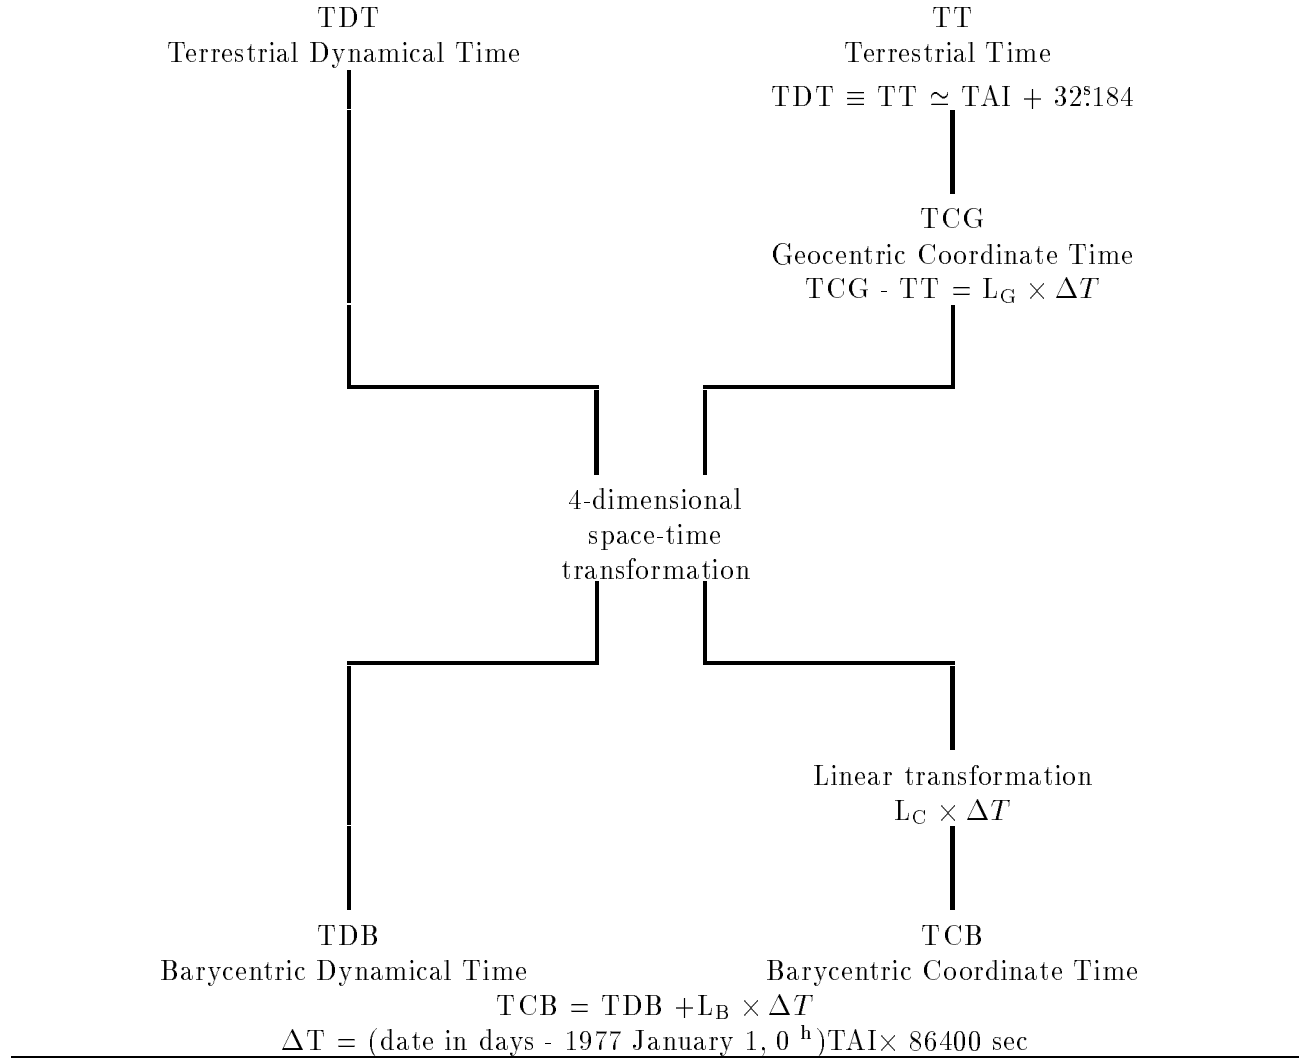 TDT
Terrestrial Dynamical Time
TT
Terrestrial Time
TDT ≡ TT ≃ TAI + 32ˢ.184
TCG
Geocentric Coordinate Time
TCG - TT = L_G × ΔT
4-dimensional
space-time
transformation
Linear transformation
L_C × ΔT
TDB
Barycentric Dynamical Time
TCB
Barycentric Coordinate Time
TCB = TDB +L_B × ΔT
ΔT = (date in days - 1977 January 1, 0 ʰ)TAI× 86400 sec